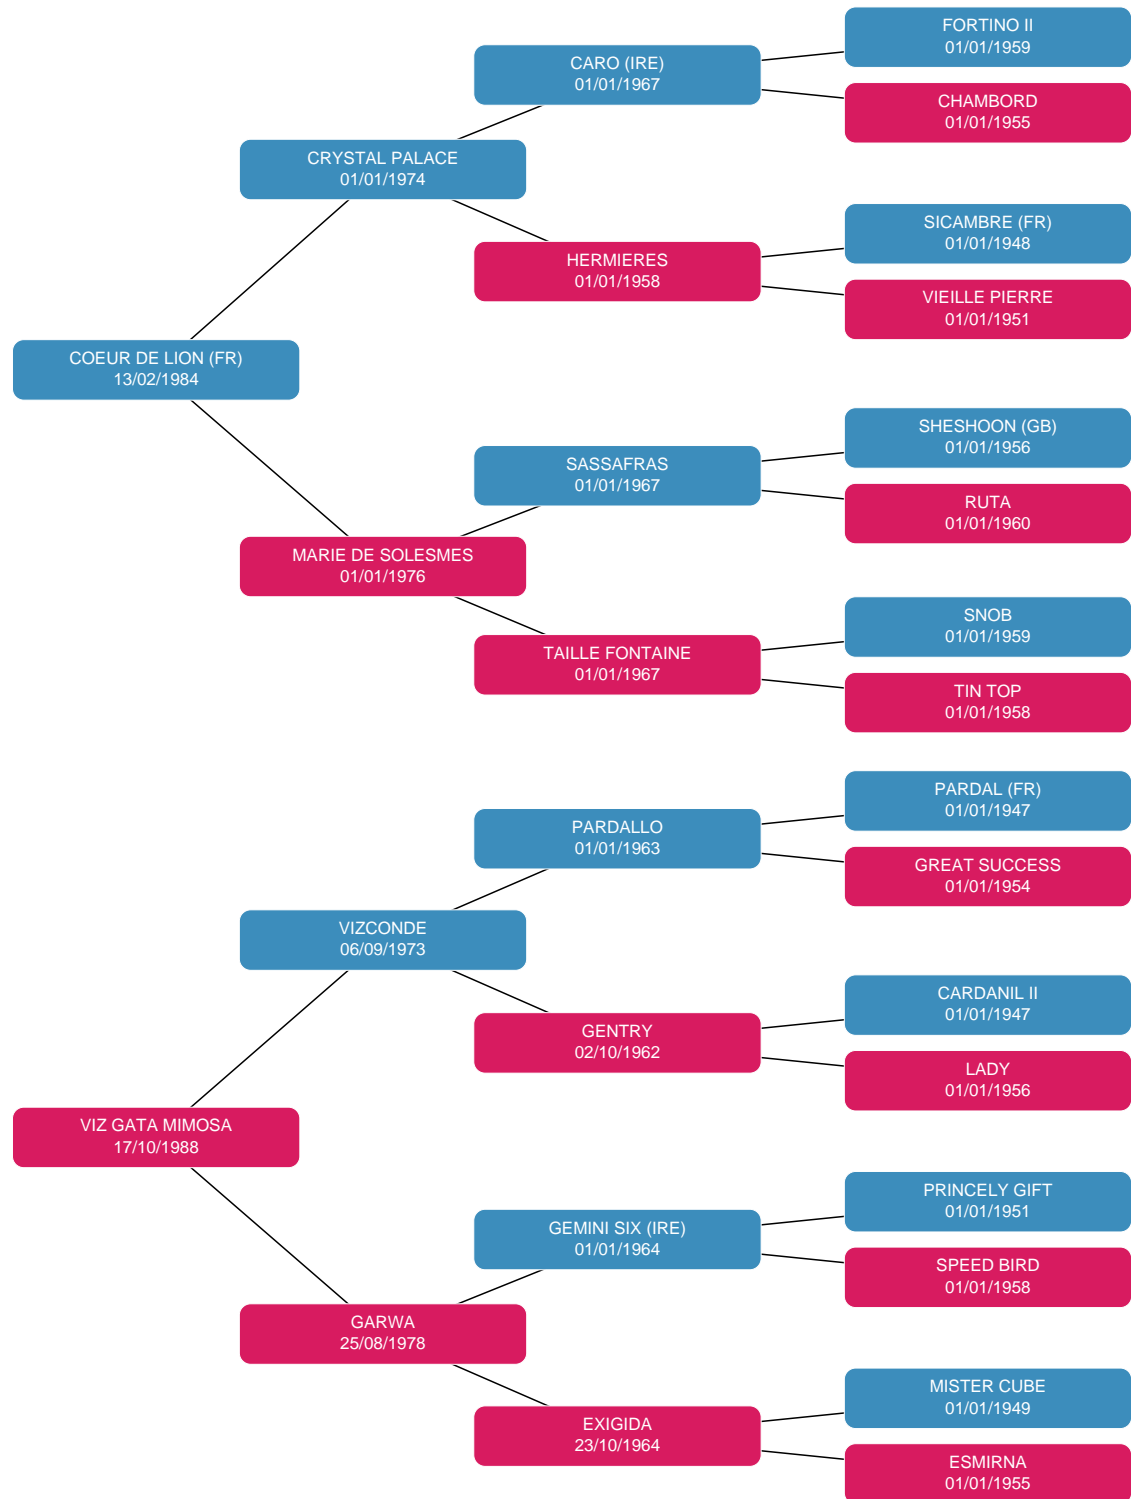 FORTINO II
01/01/1959
CARO (IRE)
01/01/1967
CHAMBORD
01/01/1955
CRYSTAL PALACE
01/01/1974
SICAMBRE (FR)
01/01/1948
HERMIERES
01/01/1958
VIEILLE PIERRE
01/01/1951
COEUR DE LION (FR)
13/02/1984
SHESHOON (GB)
01/01/1956
SASSAFRAS
01/01/1967
RUTA
01/01/1960
MARIE DE SOLESMES
01/01/1976
SNOB
01/01/1959
TAILLE FONTAINE
01/01/1967
TIN TOP
01/01/1958
PARDAL (FR)
01/01/1947
PARDALLO
01/01/1963
GREAT SUCCESS
01/01/1954
VIZCONDE
06/09/1973
CARDANIL II
01/01/1947
GENTRY
02/10/1962
LADY
01/01/1956
VIZ GATA MIMOSA
17/10/1988
PRINCELY GIFT
01/01/1951
GEMINI SIX (IRE)
01/01/1964
SPEED BIRD
01/01/1958
GARWA
25/08/1978
MISTER CUBE
01/01/1949
EXIGIDA
23/10/1964
ESMIRNA
01/01/1955